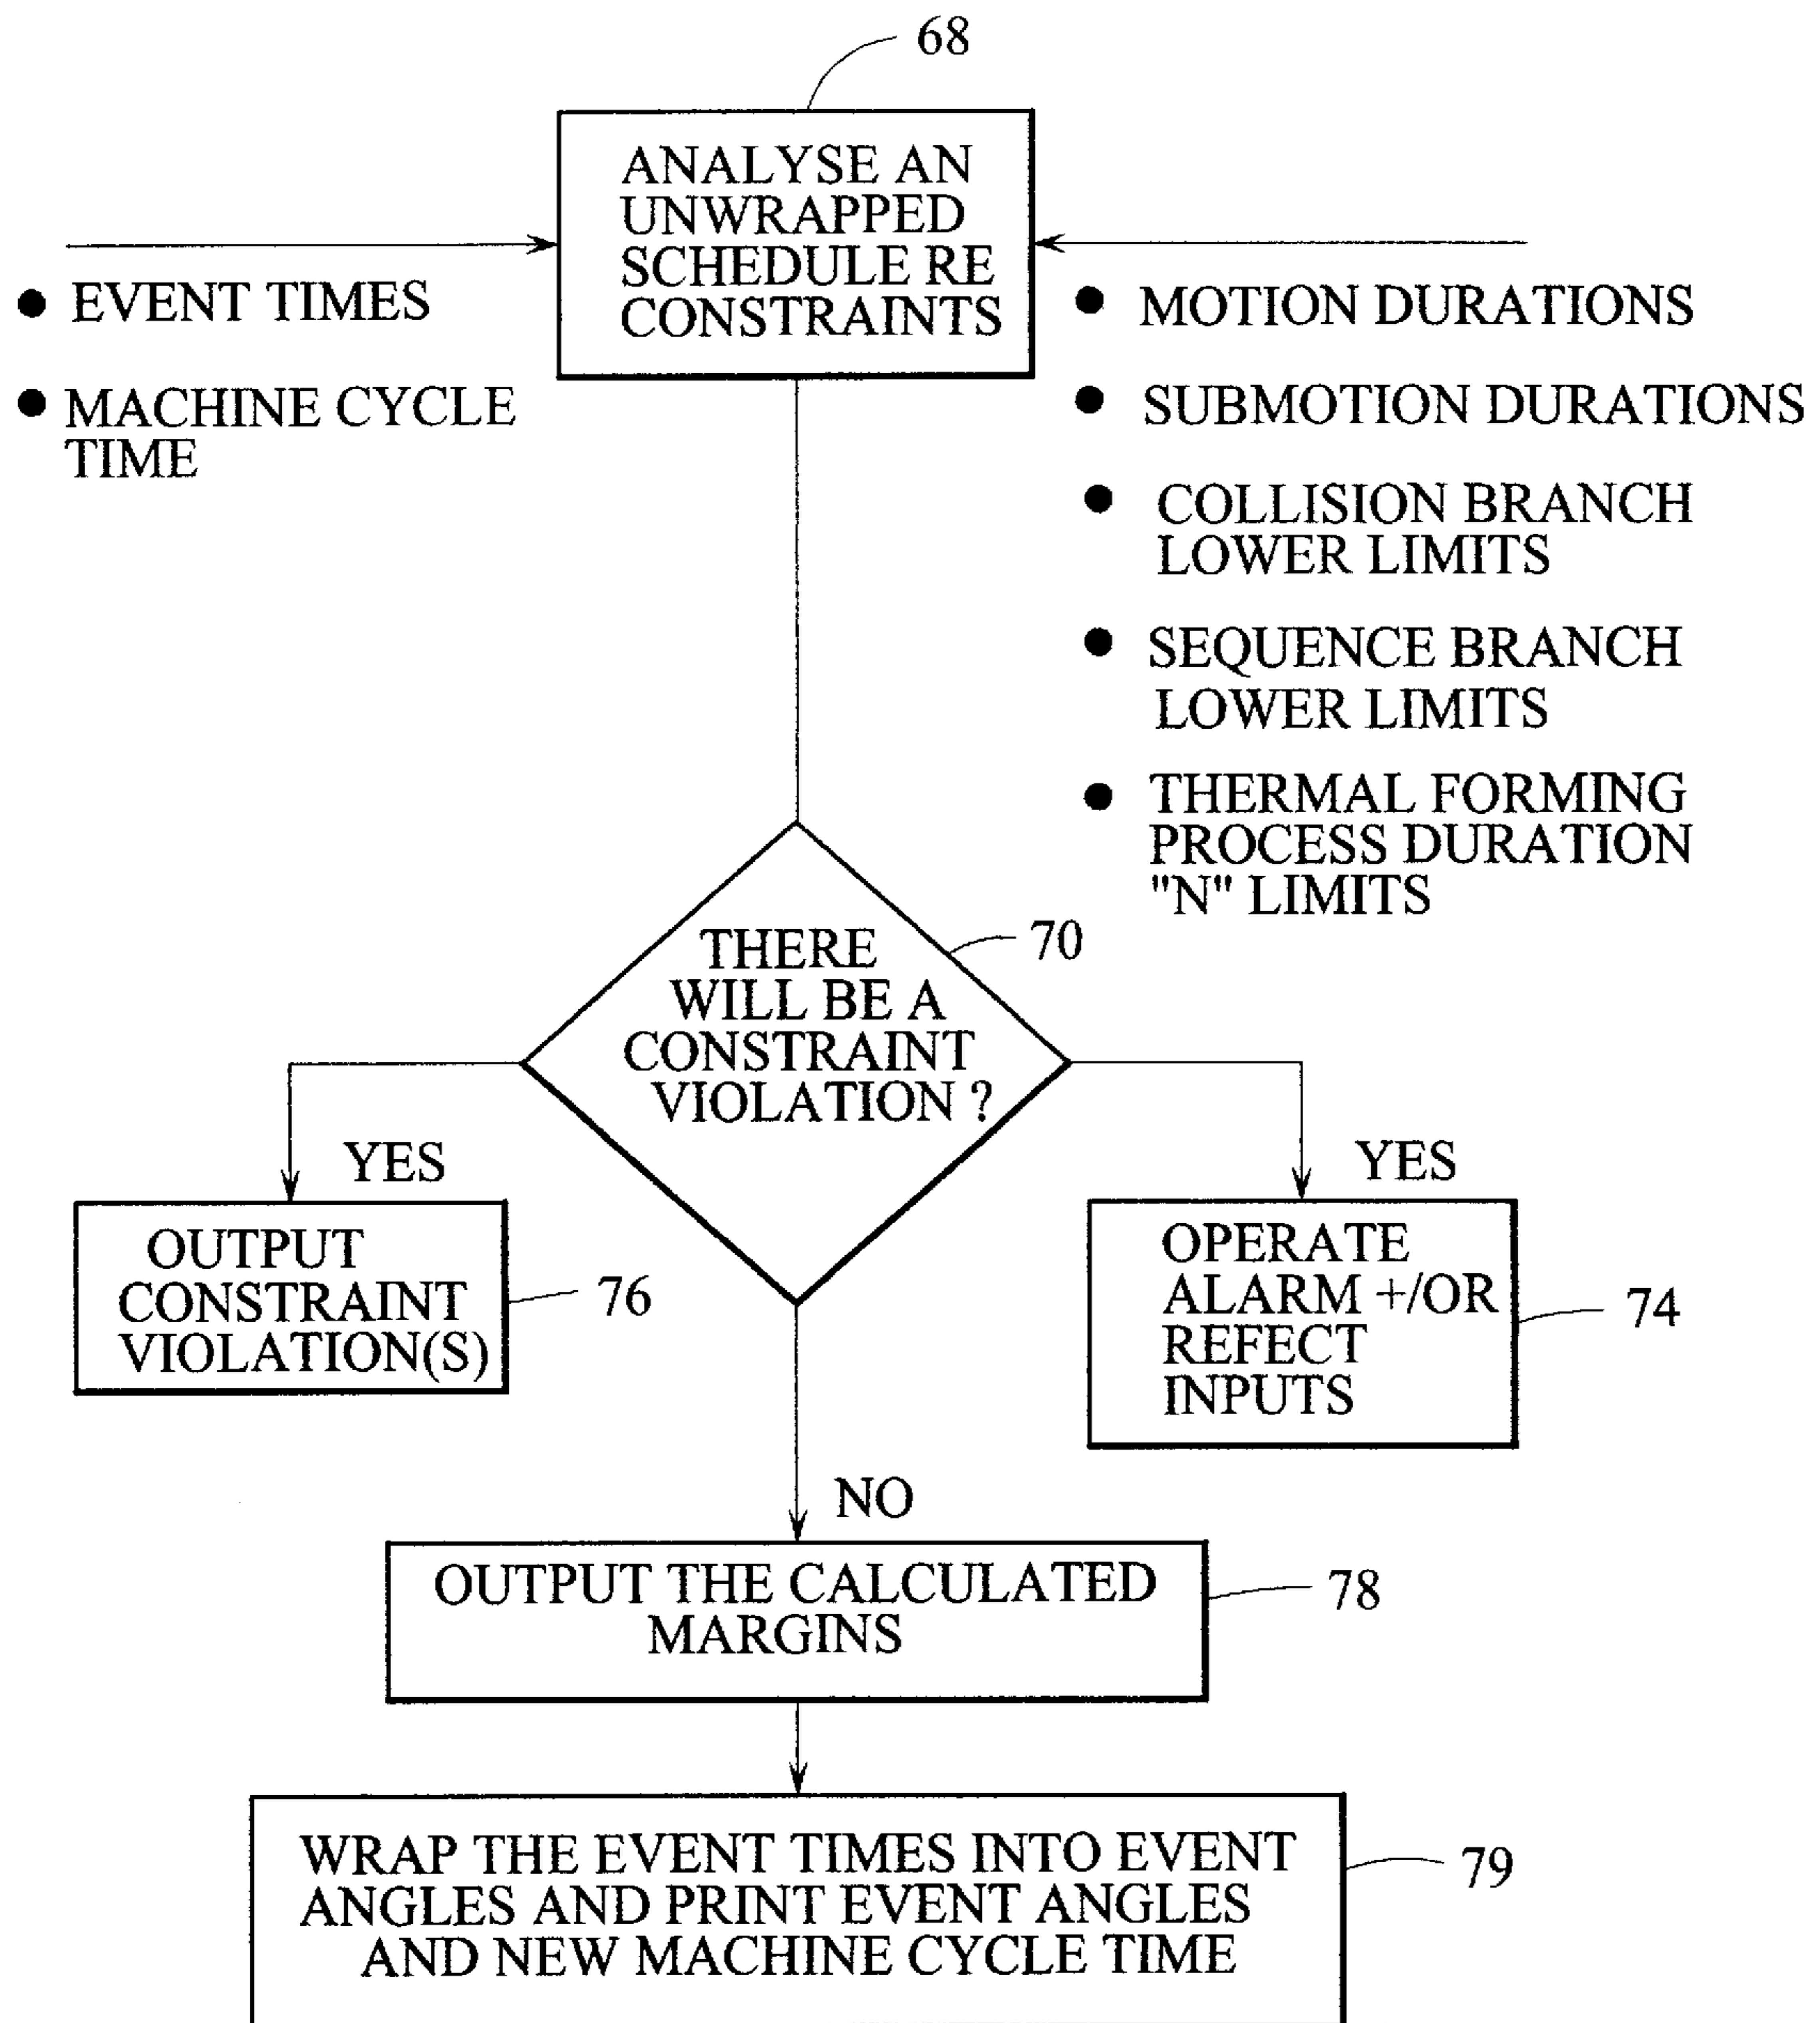 68
ANALYSE AN
UNWRAPPED
SCHEDULE RE
CONSTRAINTS
● EVENT TIMES
● MACHINE CYCLE
TIME
● MOTION DURATIONS
● SUBMOTION DURATIONS
● COLLISION BRANCH
LOWER LIMITS
● SEQUENCE BRANCH
LOWER LIMITS
● THERMAL FORMING
PROCESS DURATION
"N" LIMITS
THERE
WILL BE A
CONSTRAINT
VIOLATION ?
70
YES
OUTPUT
CONSTRAINT
VIOLATION(S)
76
YES
OPERATE
ALARM +/OR
REFECT
INPUTS
74
NO
OUTPUT THE CALCULATED
MARGINS
78
WRAP THE EVENT TIMES INTO EVENT
ANGLES AND PRINT EVENT ANGLES
AND NEW MACHINE CYCLE TIME
79